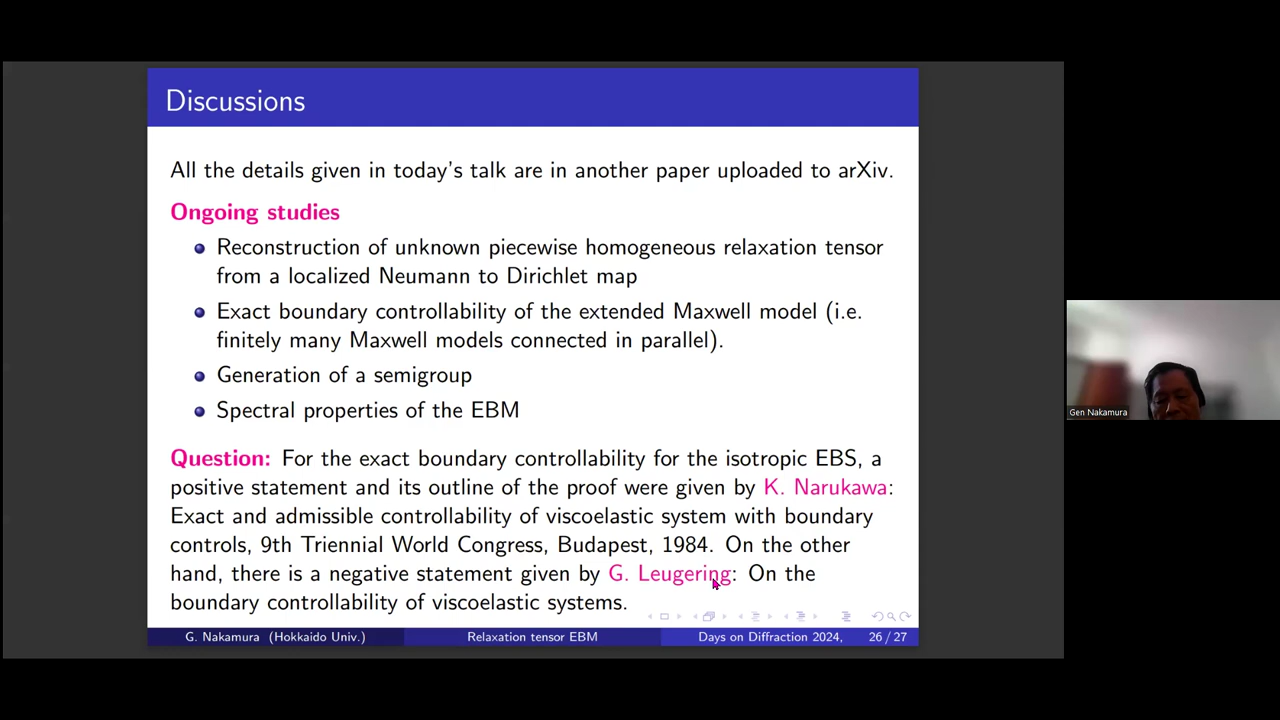 Discussions
All the details given in today's talk are in another paper uploaded to arXiv.
Ongoing studies
Reconstruction of unknown piecewise homogeneous relaxation tensor
from a localized Neumann to Dirichlet map
Exact boundary controllability of the extended Maxwell model (i.e.
finitely many Maxwell models connected in parallel).
Generation of a semigroup
Spectral properties of the EBM
Question: For the exact boundary controllability for the isotropic EBS, a
positive statement and its outline of the proof were given by K. Narukawa:
Exact and admissible controllability of viscoelastic system with boundary
controls, 9th Triennial World Congress, Budapest, 1984. On the other
hand, there is a negative statement given by G. Leugering: On the
boundary controllability of viscoelastic systems.
G. Nakamura (Hokkaido Univ.) Relaxation tensor EBM Days on Diffraction 2024, 26 / 27
Gen Nakamura